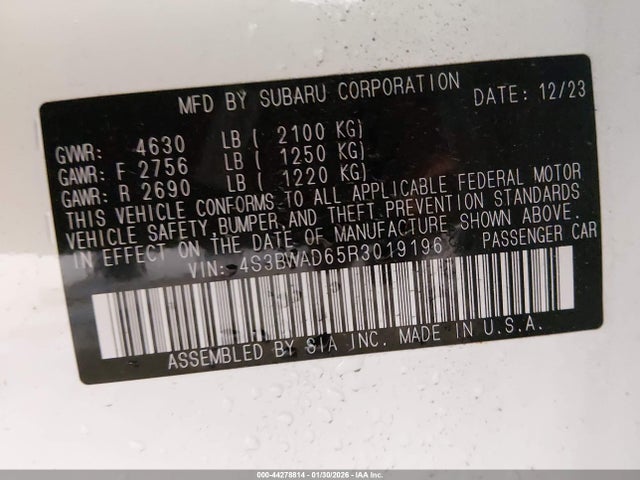 MFD BY SUBARU CORPORATION DATE: 12/23
GVWR: 4630 LB ( 2100 KG)
GAWR: F 2756 LB ( 1250 KG)
GAWR: R 2690 LB ( 1220 KG)
THIS VEHICLE CONFORMS TO ALL APPLICABLE FEDERAL MOTOR
VEHICLE SAFETY, BUMPER, AND THEFT PREVENTION STANDARDS
IN EFFECT ON THE DATE OF MANUFACTURE SHOWN ABOVE.
VIN: 4S3BWAD65R3019196 PASSENGER CAR
ASSEMBLED BY SIA INC. MADE IN U.S.A.
000-44278814 - 01/30/2026 - IAAI.COM